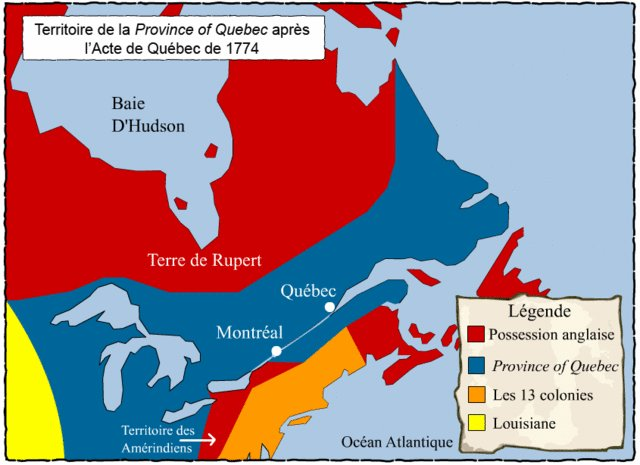 Territoire de la Province of Quebec après
l'Acte de Québec de 1774
Baie
D'Hudson
Terre de Rupert
Québec
Montréal
Territoire des
Amérindiens
Océan Atlantique
Légende
Possession anglaise
Province of Quebec
Les 13 colonies
Louisiane